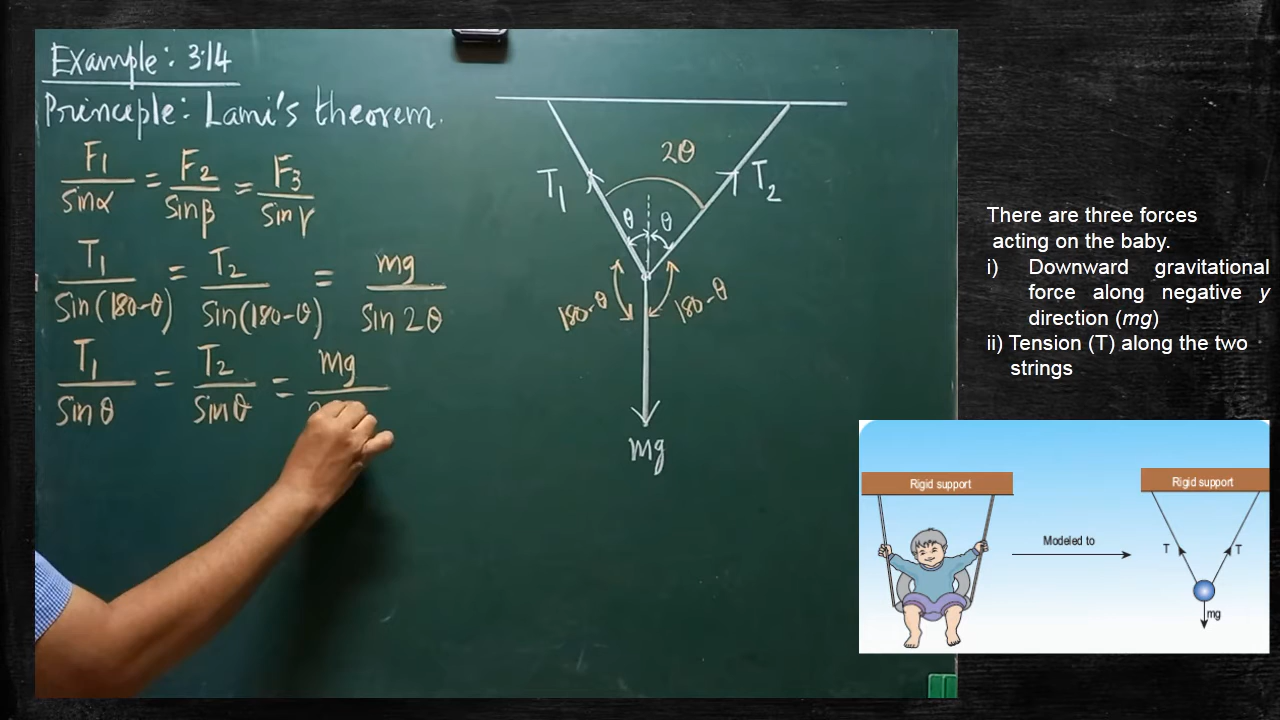 Example: 3.14
Principle: Lami's theorem.
F1/sinα = F2/sinβ = F3/sinγ
T1/sin(180-θ) = T2/sin(180-θ) = mg/sin2θ
T1/sinθ = T2/sinθ = mg/
2θ
T1
T2
θ θ
180-θ
180-θ
mg
There are three forces
acting on the baby.
i) Downward gravitational
force along negative y
direction (mg)
ii) Tension (T) along the two
strings
Rigid support
Rigid support
Modeled to
T
T
mg